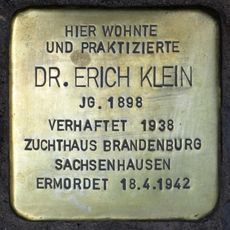 HIER WOHNTE
UND PRAKTIZIERTE
DR. ERICH KLEIN
JG. 1898
VERHAFTET 1938
ZUCHTHAUS BRANDENBURG
SACHSENHAUSEN
ERMORDET 18.4.1942